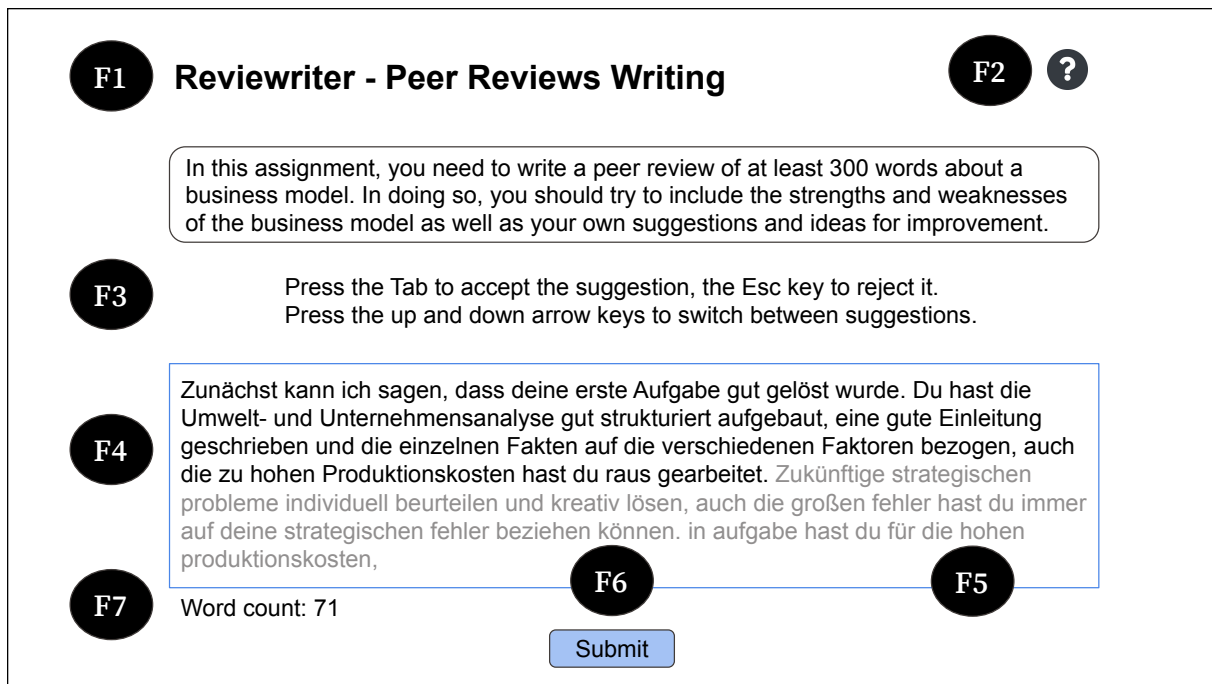 F1 Reviewriter - Peer Reviews Writing F2 ?
In this assignment, you need to write a peer review of at least 300 words about a
business model. In doing so, you should try to include the strengths and weaknesses
of the business model as well as your own suggestions and ideas for improvement.
F3 Press the Tab to accept the suggestion, the Esc key to reject it.
Press the up and down arrow keys to switch between suggestions.
Zunächst kann ich sagen, dass deine erste Aufgabe gut gelöst wurde. Du hast die
Umwelt- und Unternehmensanalyse gut strukturiert aufgebaut, eine gute Einleitung
F4 geschrieben und die einzelnen Fakten auf die verschiedenen Faktoren bezogen, auch
die zu hohen Produktionskosten hast du raus gearbeitet. Zukünftige strategischen
probleme individuell beurteilen und kreativ lösen, auch die großen fehler hast du immer
auf deine strategischen fehler beziehen können. in aufgabe hast du für die hohen
produktionskosten,
F6 F5
F7 Word count: 71
Submit